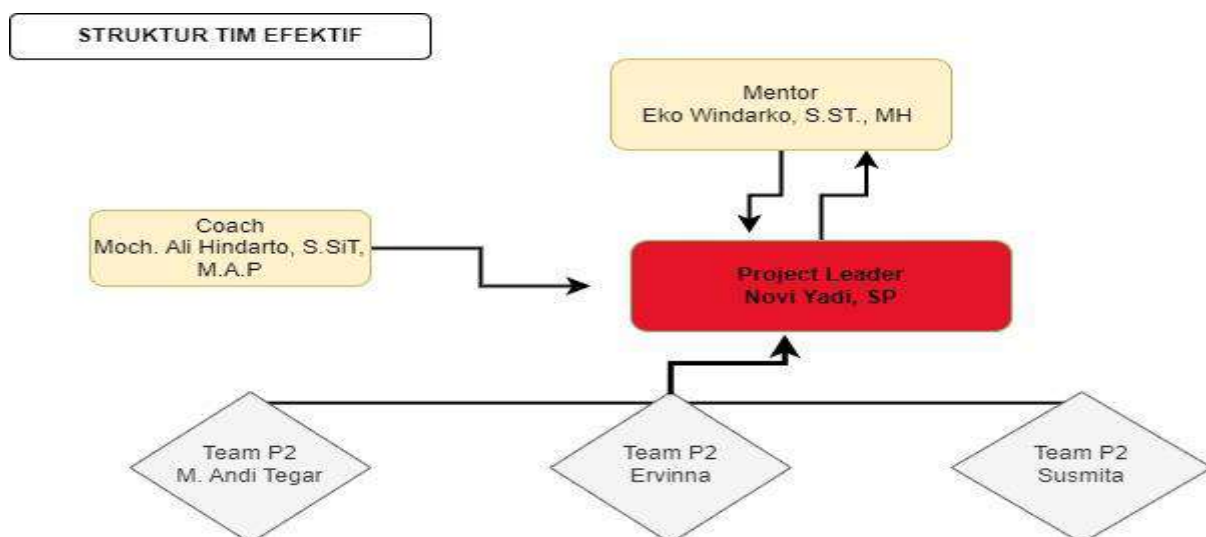 STRUKTUR TIM EFEKTIF
Mentor
Eko Windarko, S.ST., MH
Coach
Moch. Ali Hindarto, S.SiT,
M.A.P
Project Leader
Novi Yadi, SP
Team P2
M. Andi Tegar
Team P2
Ervinna
Team P2
Susmita